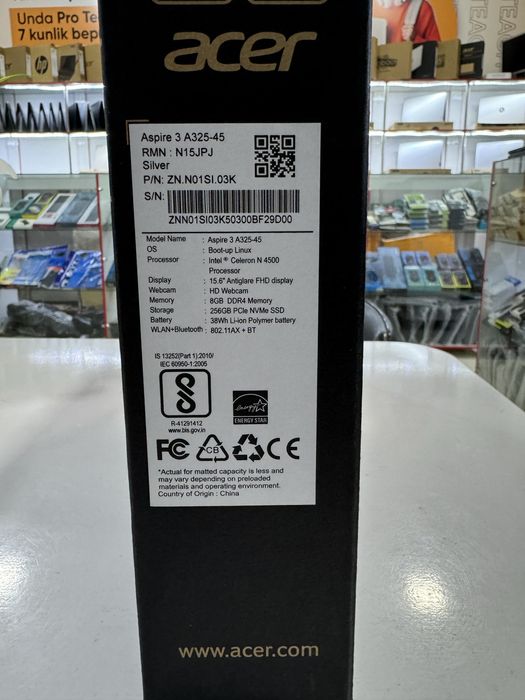 Unda Pro Te
7 kunlik bep
hp
acer
Aspire 3 A325-45
RMN : N15JPJ
Silver
P/N: ZN.N01SI.03K
S/N:
ZNN01SI03K50300BF29D00
Model Name : Aspire 3 A325-45
OS : Boot-up Linux
Processor : Intel ® Celeron N 4500
Processor
Display : 15.6" Antiglare FHD display
Webcam : HD Webcam
Memory : 8GB DDR4 Memory
Storage : 256GB PCIe NVMe SSD
Battery : 38Wh Li-ion Polymer battery
WLAN+Bluetooth : 802.11AX + BT
IS 13252(Part 1):2010/
IEC 60950-1:2005
R-41291412
www.bis.gov.in
energy
ENERGY STAR
FC CB CE
*Actual for matted capacity is less and
may vary depending on preloaded
materials and operating environment.
Country of Origin : China
www.acer.com